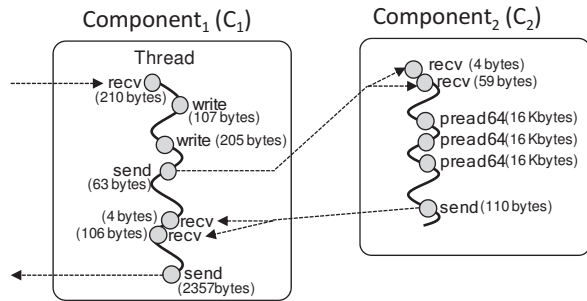 Component₁ (C₁)
Thread
recv
(210 bytes)
write
(107 bytes)
write (205 bytes)
send
(63 bytes)
(4 bytes) recv
(106 bytes) recv
send
(2357bytes)
Component₂ (C₂)
recv (4 bytes)
recv (59 bytes)
pread64(16 Kbytes)
pread64(16 Kbytes)
pread64(16 Kbytes)
send(110 bytes)